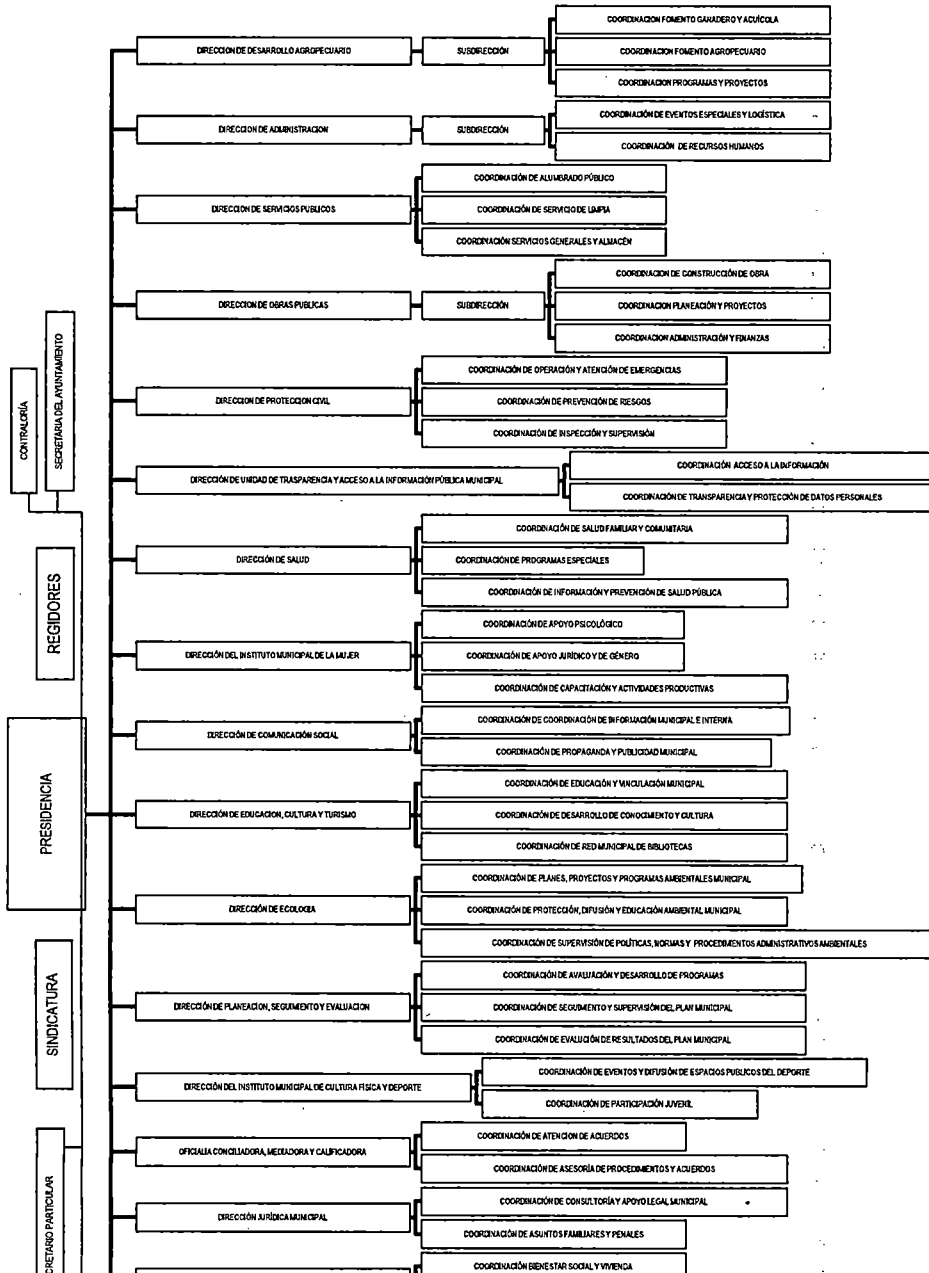 COORDINACION FOMENTO GANADERO Y ACUÍCOLA
DIRECCION DE DESARROLLO AGROPECUARIO
SUBDIRECCIÓN
COORDINACION FOMENTO AGROPECUARIO
COORDINACION PROGRAMAS Y PROYECTOS
COORDINACIÓN DE EVENTOS ESPECIALES Y LOGÍSTICA
DIRECCION DE ADMINISTRACION
SUBDIRECCIÓN
COORDINACIÓN DE RECURSOS HUMANOS
COORDINACIÓN DE ALUMBRADO PÚBLICO
DIRECCION DE SERVICIOS PUBLICOS
COORDINACIÓN DE SERVICIO DE LIMPIA
COORDINACIÓN SERVICIOS GENERALES Y ALMACÉN
COORDINACION DE CONSTRUCCIÓN DE OBRA
DIRECCION DE OBRAS PUBLICAS
SUBDIRECCIÓN
COORDINACION PLANEACIÓN Y PROYECTOS
COORDINACION ADMINISTRACIÓN Y FINANZAS
CONTRALORÍA
SECRETARIA DEL AYUNTAMIENTO
COORDINACIÓN DE OPERACIÓN Y ATENCIÓN DE EMERGENCIAS
DIRECCION DE PROTECCION CIVIL
COORDINACIÓN DE PREVENCIÓN DE RIESGOS
COORDINACIÓN DE INSPECCIÓN Y SUPERVISIÓN
DIRECCIÓN DE UNIDAD DE TRASPARENCIA Y ACCESO A LA INFORMACIÓN PÚBLICA MUNICIPAL
COORDINACIÓN ACCESO A LA INFORMACIÓN
COORDINACIÓN DE TRANSPARENCIA Y PROTECCIÓN DE DATOS PERSONALES
REGIDORES
COORDINACIÓN DE SALUD FAMILIAR Y COMUNITARIA
DIRECCIÓN DE SALUD
COORDINACIÓN DE PROGRAMAS ESPECIALES
COORDINACIÓN DE INFORMACIÓN Y PREVENCIÓN DE SALUD PÚBLICA
COORDINACIÓN DE APOYO PSICOLÓGICO
DIRECCIÓN DEL INSTITUTO MUNICIPAL DE LA MUJER
COORDINACIÓN DE APOYO JURÍDICO Y DE GÉNERO
COORDINACIÓN DE CAPACITACIÓN Y ACTIVIDADES PRODUCTIVAS
PRESIDENCIA
COORDINACIÓN DE COORDINACIÓN DE INFORMACIÓN MUNICIPAL E INTERNA
DIRECCIÓN DE COMUNICACIÓN SOCIAL
COORDINACIÓN DE PROPAGANDA Y PUBLICIDAD MUNICIPAL
COORDINACIÓN DE EDUCACIÓN Y VINCULACIÓN MUNICIPAL
DIRECCIÓN DE EDUCACION, CULTURA Y TURISMO
COORDINACIÓN DE DESARROLLO DE CONOCIMIENTO Y CULTURA
COORDINACIÓN DE RED MUNICIPAL DE BIBLIOTECAS
COORDINACIÓN DE PLANES, PROYECTOS Y PROGRAMAS AMBIENTALES MUNICIPAL
DIRECCIÓN DE ECOLOGIA
COORDINACIÓN DE PROTECCIÓN, DIFUSIÓN Y EDUCACIÓN AMBIENTAL MUNICIPAL
COORDINACIÓN DE SUPERVISIÓN DE POLÍTICAS, NORMAS Y PROCEDIMIENTOS ADMINISTRATIVOS AMBIENTALES
SINDICATURA
COORDINACIÓN DE AVALUACIÓN Y DESARROLLO DE PROGRAMAS
DIRECCIÓN DE PLANEACION, SEGUIMIENTO Y EVALUACION
COORDINACIÓN DE SEGUIMIENTO Y SUPERVISIÓN DEL PLAN MUNICIPAL
COORDINACIÓN DE EVALUCIÓN DE RESULTADOS DEL PLAN MUNICIPAL
DIRECCIÓN DEL INSTITUTO MUNICIPAL DE CULTURA FÍSICA Y DEPORTE
COORDINACIÓN DE EVENTOS Y DIFUSIÓN DE ESPACIOS PUBLICOS DEL DEPORTE
COORDINACIÓN DE PARTICIPACIÓN JUVENIL
CRETARIO PARTICULAR
COORDINACIÓN DE ATENCION DE ACUERDOS
OFICIALIA CONCILIADORA, MEDIADORA Y CALIFICADORA
COORDINACIÓN DE ASESORÍA DE PROCEDIMIENTOS Y ACUERDOS
COORDINACIÓN DE CONSULTORÍA Y APOYO LEGAL MUNICIPAL
DIRECCIÓN JURÍDICA MUNICIPAL
COORDINACIÓN DE ASUNTOS FAMILIARES Y PENALES
COORDINACIÓN BIENESTAR SOCIAL Y VIVIENDA